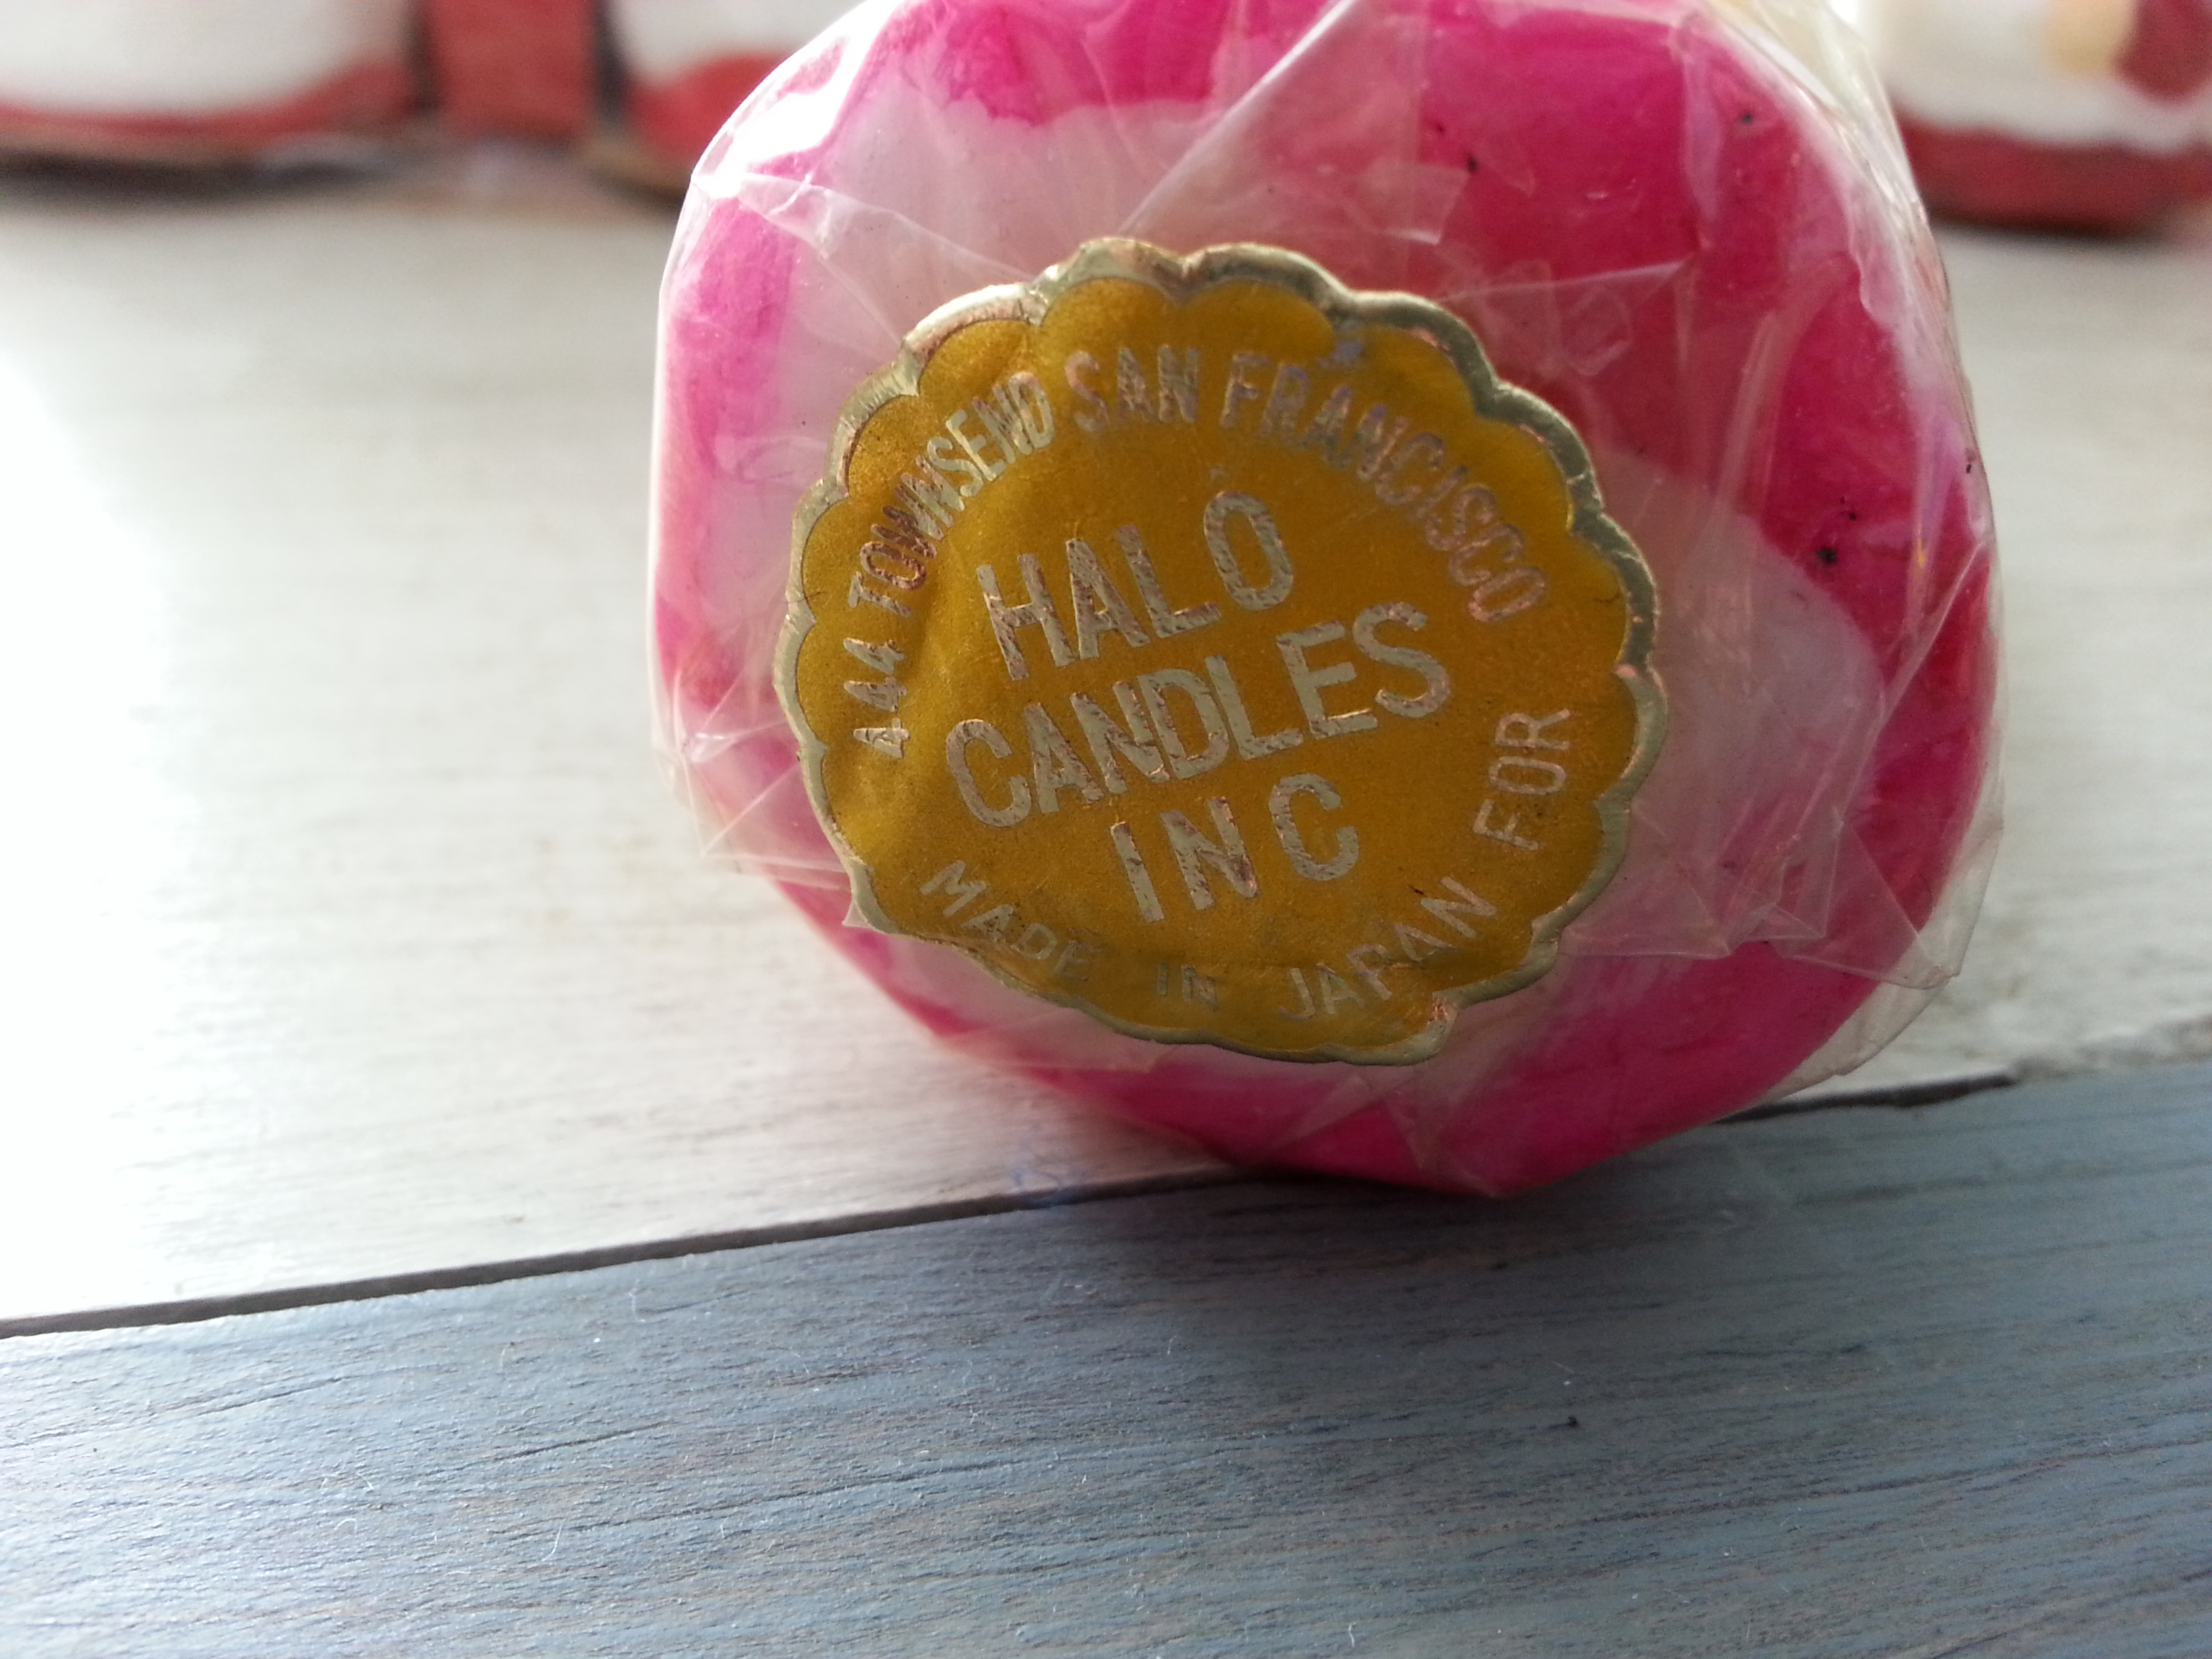 MADE IN JAPAN FOR
HALO
CANDLES
INC
444 TOWNSEND SAN FRANCISCO